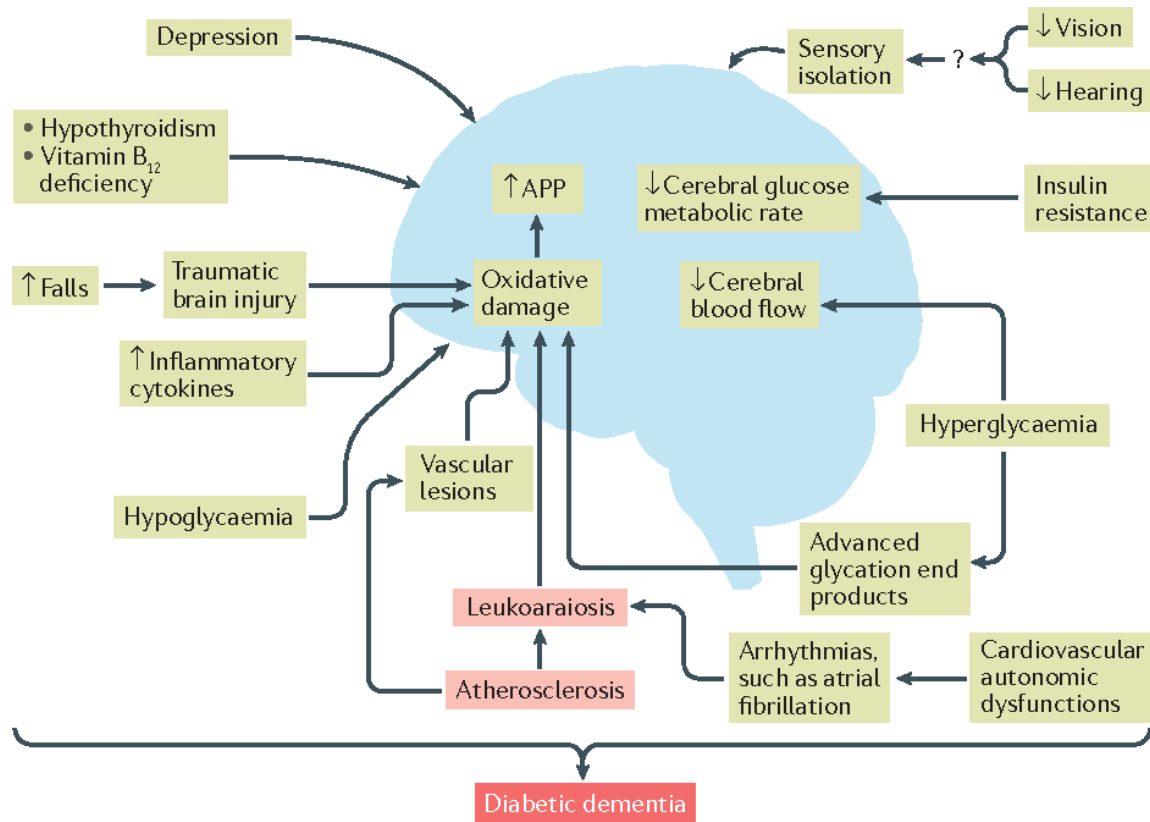 Depression
Sensory
isolation
?
↓Vision
↓Hearing
• Hypothyroidism
• Vitamin B₁₂
deficiency
↑APP
↓Cerebral glucose
metabolic rate
Insulin
resistance
↑Falls
Traumatic
brain injury
Oxidative
damage
↓Cerebral
blood flow
↑Inflammatory
cytokines
Hyperglycaemia
Vascular
lesions
Hypoglycaemia
Advanced
glycation end
products
Leukoaraiosis
Atherosclerosis
Arrhythmias,
such as atrial
fibrillation
Cardiovascular
autonomic
dysfunctions
Diabetic dementia